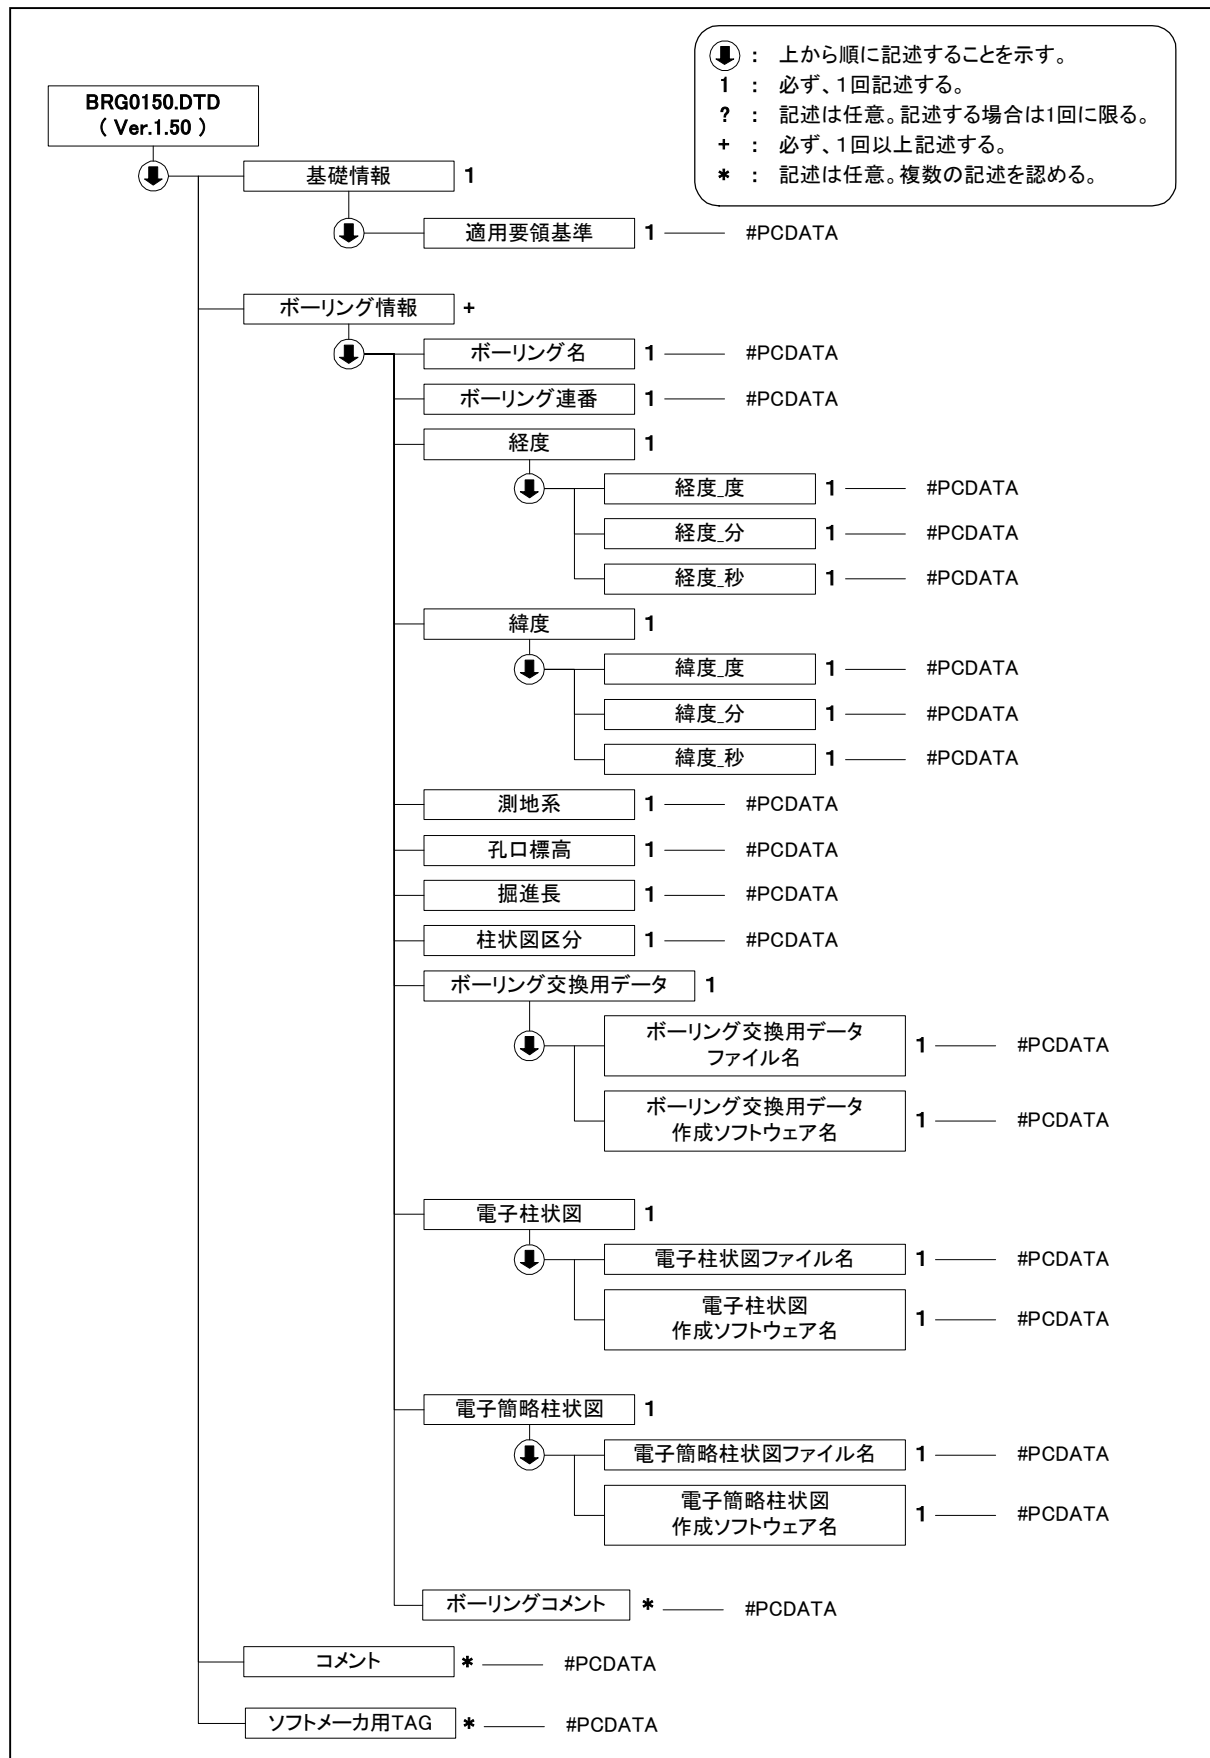 : 上から順に記述することを示す。
1 : 必ず、1回記述する。
? : 記述は任意。記述する場合は1回に限る。
+ : 必ず、1回以上記述する。
* : 記述は任意。複数の記述を認める。
BRG0150.DTD
( Ver.1.50 )
基礎情報 1
適用要領基準 1 #PCDATA
ボーリング情報 +
ボーリング名 1 #PCDATA
ボーリング連番 1 #PCDATA
経度 1
経度_度 1 #PCDATA
経度_分 1 #PCDATA
経度_秒 1 #PCDATA
緯度 1
緯度_度 1 #PCDATA
緯度_分 1 #PCDATA
緯度_秒 1 #PCDATA
測地系 1 #PCDATA
孔口標高 1 #PCDATA
掘進長 1 #PCDATA
柱状図区分 1 #PCDATA
ボーリング交換用データ 1
ボーリング交換用データ
ファイル名 1 #PCDATA
ボーリング交換用データ
作成ソフトウェア名 1 #PCDATA
電子柱状図 1
電子柱状図ファイル名 1 #PCDATA
電子柱状図
作成ソフトウェア名 1 #PCDATA
電子簡略柱状図 1
電子簡略柱状図ファイル名 1 #PCDATA
電子簡略柱状図
作成ソフトウェア名 1 #PCDATA
ボーリングコメント * #PCDATA
コメント * #PCDATA
ソフトメーカ用TAG * #PCDATA